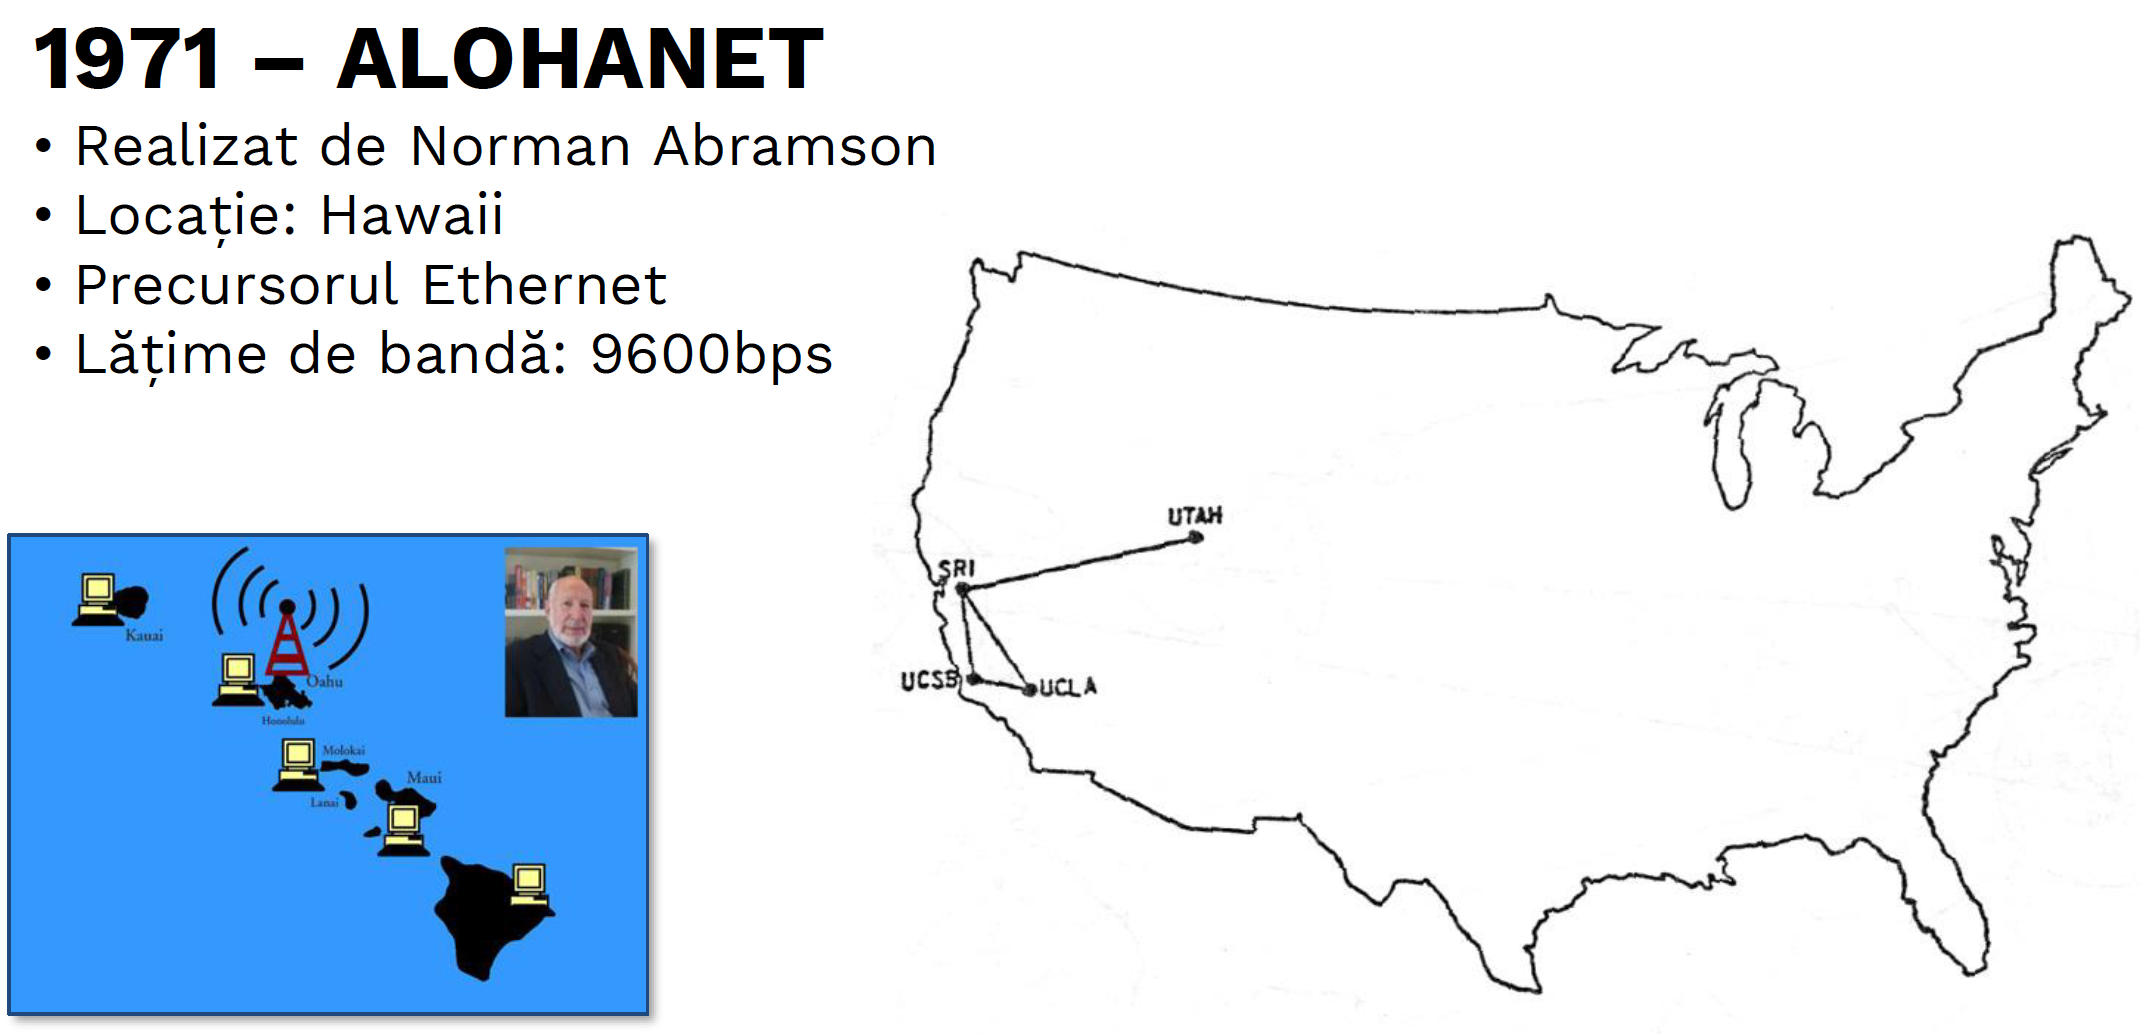 1971 – ALOHANET
• Realizat de Norman Abramson
• Locație: Hawaii
• Precursorul Ethernet
• Lățime de bandă: 9600bps
Kauai
Oahu
Honolulu
Molokai
Lanai
Maui
UTAH
SRI
UCSB
UCLA